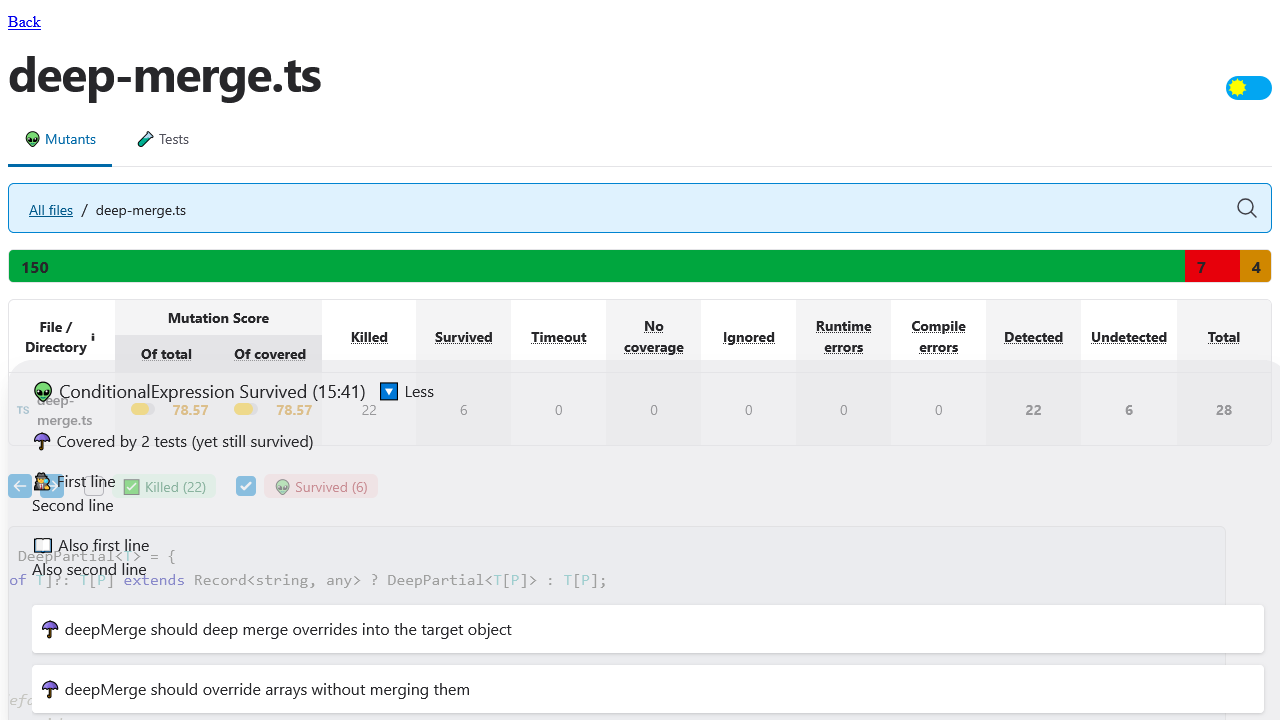 Back
deep-merge.ts
Mutants
Tests
All files / deep-merge.ts
150
7
4
File / Directory
i
Mutation Score
Of total
Of covered
Killed
Survived
Timeout
No coverage
Ignored
Runtime errors
Compile errors
Detected
Undetected
Total
TS deep-merge.ts
78.57
78.57
22
6
0
0
0
0
0
22
6
28
ConditionalExpression Survived (15:41)
Less
Covered by 2 tests (yet still survived)
Killed (22)
Survived (6)
First line
Second line
Also first line
Also second line
DeepPartial<T> = {
of T]?: T[P] extends Record<string, any> ? DeepPartial<T[P]> : T[P];
deepMerge should deep merge overrides into the target object
deepMerge should override arrays without merging them